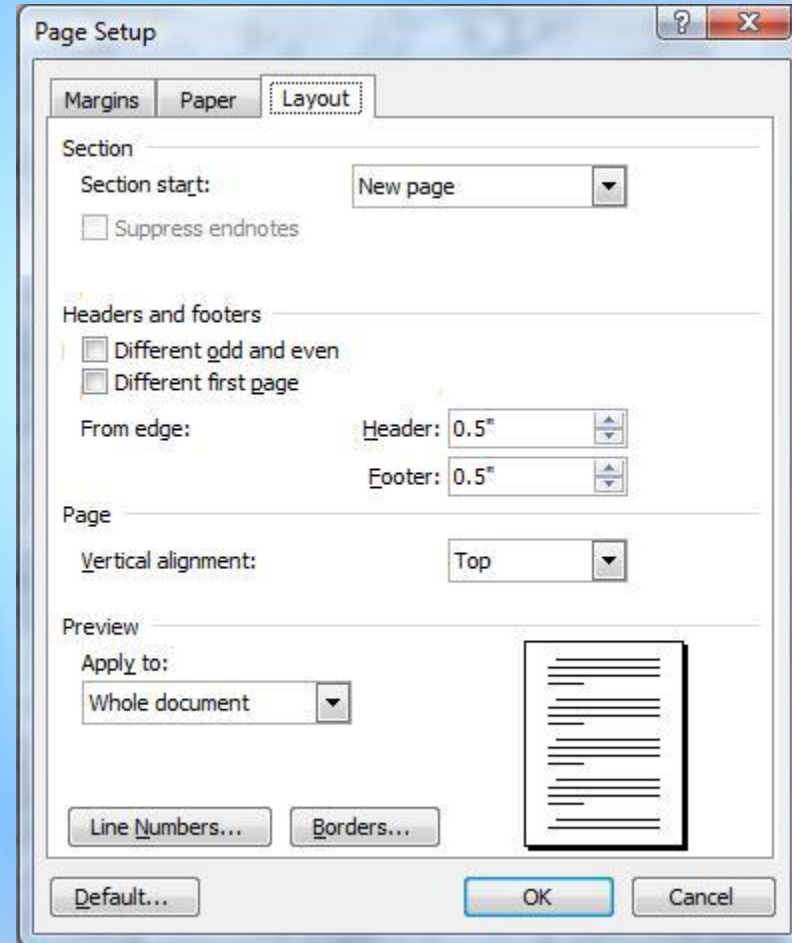 Page Setup
?
Margins Paper Layout
Section
Section start: New page
Suppress endnotes
Headers and footers
Different odd and even
Different first page
From edge: Header: 0.5"
Footer: 0.5"
Page
Vertical alignment: Top
Preview
Apply to:
Whole document
Line Numbers... Borders...
Default... OK Cancel